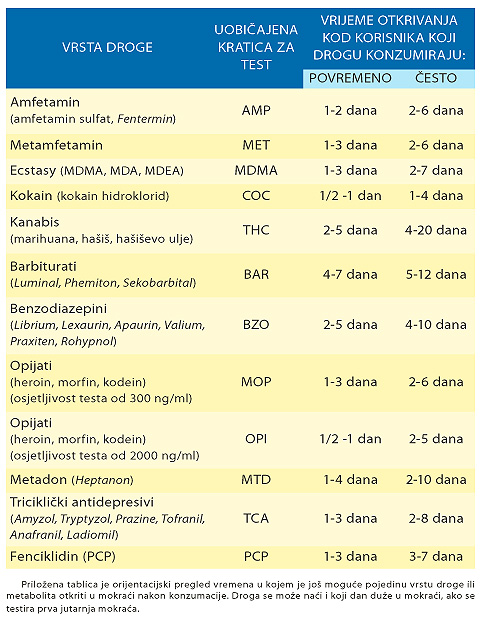 VRSTA DROGE
UOBIČAJENA
KRATICA ZA
TEST
VRIJEME OTKRIVANJA
KOD KORISNIKA KOJI
DROGU KONZUMIRAJU:
POVREMENO ČESTO
Amfetamin
(amfetamin sulfat, Fentermin) AMP 1-2 dana 2-6 dana
Metamfetamin MET 1-3 dana 2-6 dana
Ecstasy (MDMA, MDA, MDEA) MDMA 1-3 dana 2-7 dana
Kokain (kokain hidroklorid) COC 1/2 -1 dan 1-4 dana
Kanabis
(marihuana, hašiš, hašiševo ulje) THC 2-5 dana 4-20 dana
Barbiturati
(Luminal, Phemiton, Sekobarbital) BAR 4-7 dana 5-12 dana
Benzodiazepini
(Librium, Lexaurin, Apaurin, Valium, BZO 2-5 dana 4-10 dana
Praxiten, Rohypnol)
Opijati
(heroin, morfin, kodein) MOP 1-3 dana 2-6 dana
(osjetljivost testa od 300 ng/ml)
Opijati
(heroin, morfin, kodein) OPI 1/2 -1 dan 2-5 dana
(osjetljivost testa od 2000 ng/ml)
Metadon (Heptanon) MTD 1-4 dana 2-10 dana
Triciklički antidepresivi
(Amyzol, Tryptyzol, Prazine, Tofranil, TCA 1-3 dana 2-8 dana
Anafranil, Ladiomil)
Fenciklidin (PCP) PCP 1-3 dana 3-7 dana
Priložena tablica je orijentacijski pregled vremena u kojem je još moguće pojedinu vrstu droge ili
metabolita otkriti u mokraći nakon konzumacije. Droga se može naći i koji dan duže u mokraći, ako se
testira prva jutarnja mokraća.